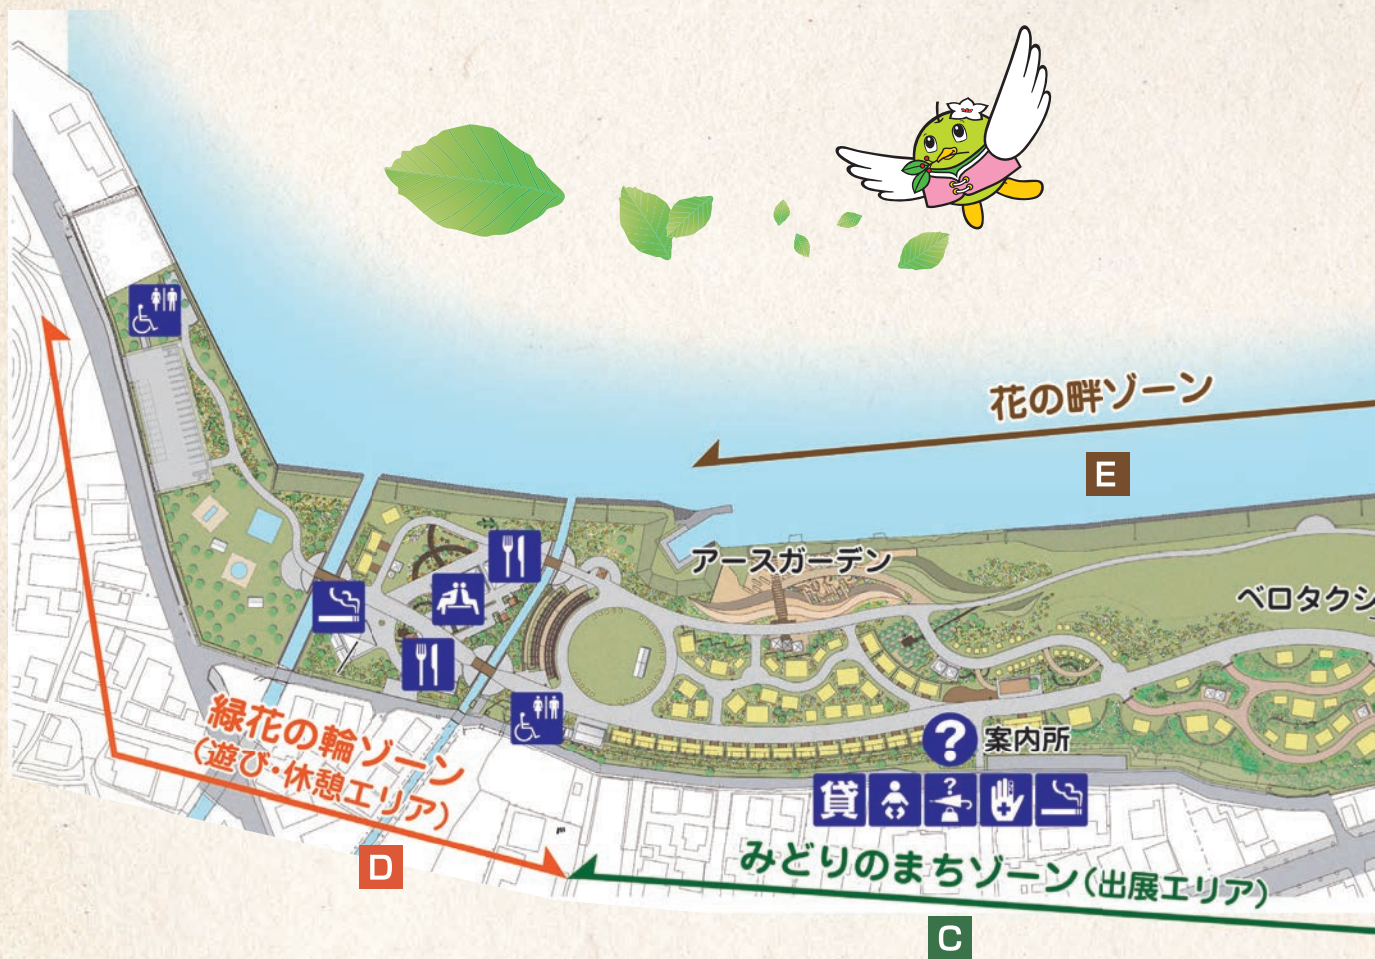 花の畔ゾーン
E
アースガーデン
ベロタクシ
緑花の輪ゾーン
(遊び・休憩エリア)
D
?
案内所
貸
?
みどりのまちゾーン(出展エリア)
C